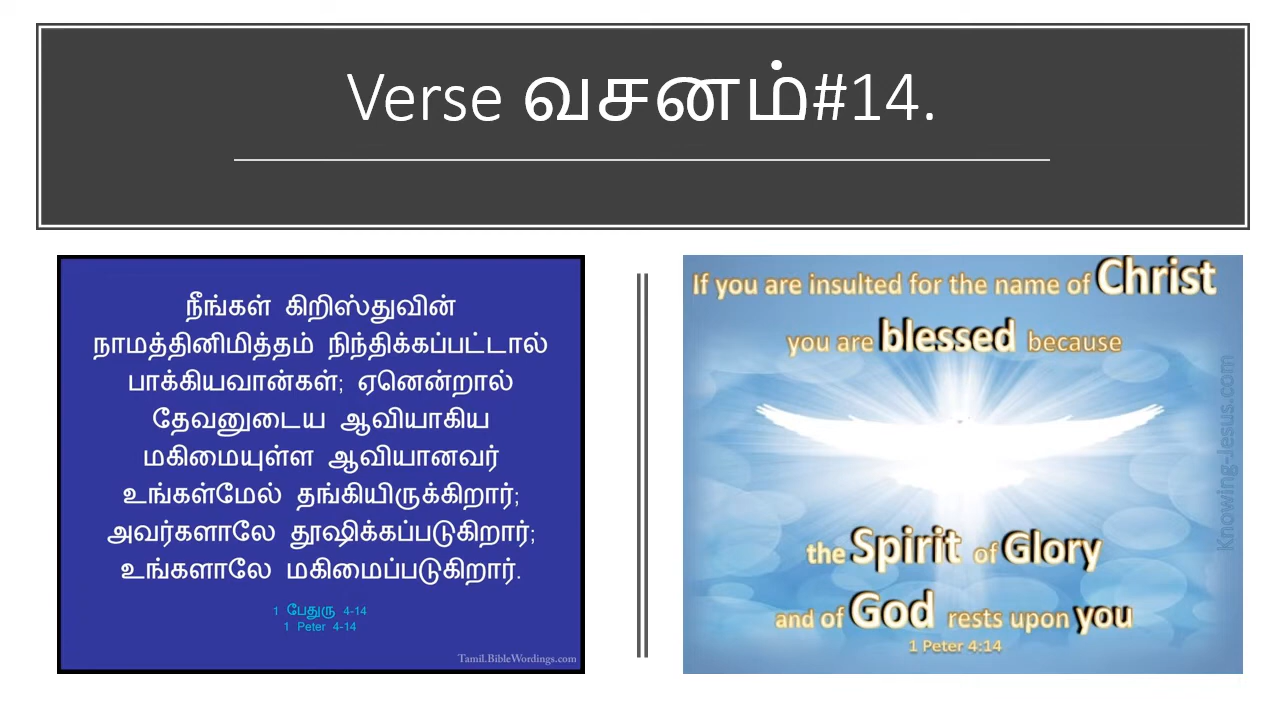 Verse வசனம்#14.
நீங்கள் கிறிஸ்துவின்
நாமத்தினிமித்தம் நிந்திக்கப்பட்டால்
பாக்கியவான்கள்; ஏனென்றால்
தேவனுடைய ஆவியாகிய
மகிமையுள்ள ஆவியானவர்
உங்கள்மேல் தங்கியிருக்கிறார்;
அவர்களாலே தூஷிக்கப்படுகிறார்;
உங்களாலே மகிமைப்படுகிறார்.
1 பேதுரு 4-14
1 Peter 4-14
Tamil.BibleWordings.com
If you are insulted for the name of Christ
you are blessed because
the Spirit of Glory
and of God rests upon you
1 Peter 4:14
Knowing-Jesus.com